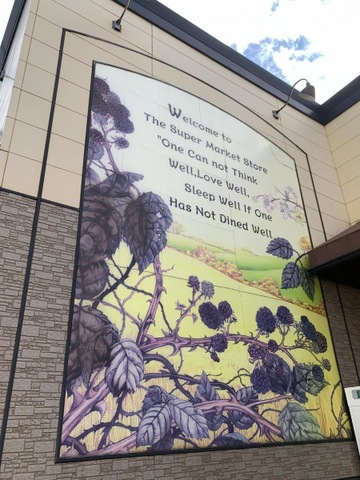 Welcome to
The Super Market Store
"One Can not Think
Well,Love Well,
Sleep Well If One
Has Not Dined Well